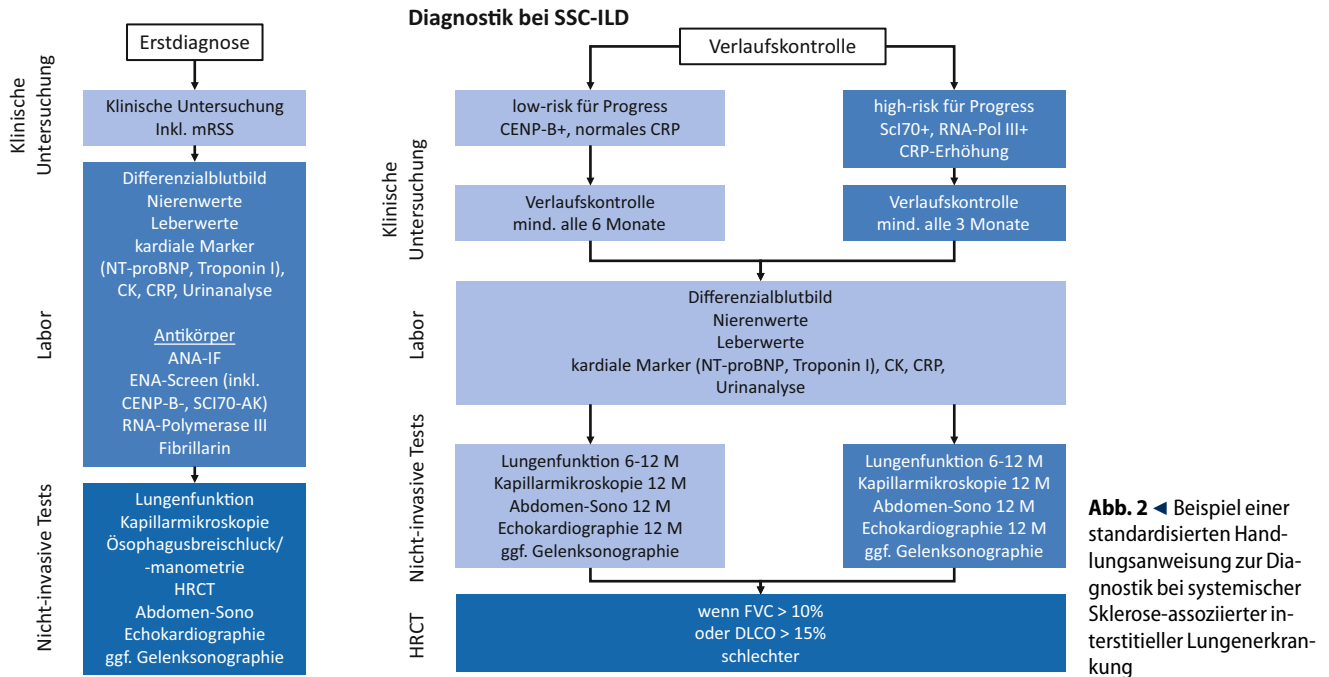 Diagnostik bei SSC-ILD
Erstdiagnose
Klinische
Untersuchung
Klinische Untersuchung
Inkl. mRSS
Labor
Differenzialblutbild
Nierenwerte
Leberwerte
kardiale Marker
(NT-proBNP, Troponin I),
CK, CRP, Urinanalyse
Antikörper
ANA-IF
ENA-Screen (inkl.
CENP-B-, SCI70-AK)
RNA-Polymerase III
Fibrillarin
Nicht-invasive Tests
Lungenfunktion
Kapillarmikroskopie
Ösophagusbreischluck/
-manometrie
HRCT
Abdomen-Sono
Echokardiographie
ggf. Gelenksonographie
Verlaufskontrolle
Klinische
Untersuchung
low-risk für Progress
CENP-B+, normales CRP
high-risk für Progress
Scl70+, RNA-Pol III+
CRP-Erhöhung
Verlaufskontrolle
mind. alle 6 Monate
Verlaufskontrolle
mind. alle 3 Monate
Labor
Differenzialblutbild
Nierenwerte
Leberwerte
kardiale Marker (NT-proBNP, Troponin I), CK, CRP,
Urinanalyse
Nicht-invasive Tests
Lungenfunktion 6-12 M
Kapillarmikroskopie 12 M
Abdomen-Sono 12 M
Echokardiographie 12 M
ggf. Gelenksonographie
Lungenfunktion 6-12 M
Kapillarmikroskopie 12 M
Abdomen-Sono 12 M
Echokardiographie 12 M
ggf. Gelenksonographie
HRCT
wenn FVC > 10%
oder DLCO > 15%
schlechter
Abb. 2 ◄ Beispiel einer
standardisierten Hand-
lungsanweisung zur Dia-
gnostik bei systemischer
Sklerose-assoziierter in-
terstitieller Lungenerkran-
kung